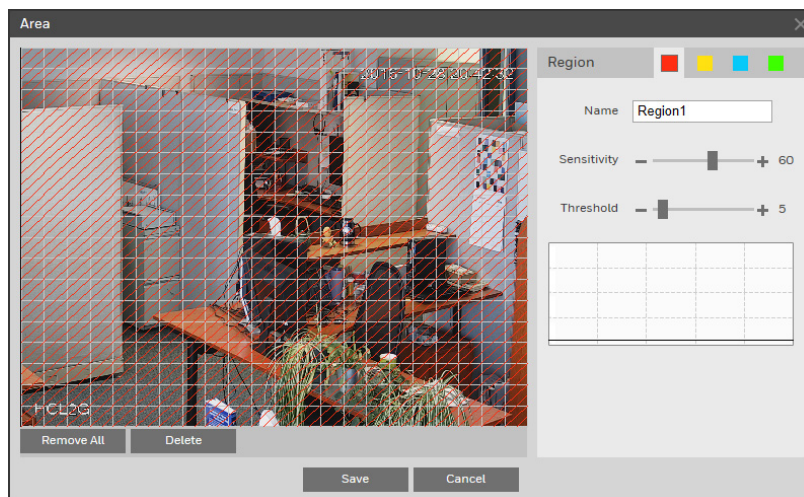 Area
2015-10-28 20:42:32
HCL2G
Remove All
Delete
Region
Name
Region1
Sensitivity
60
Threshold
5
Save
Cancel